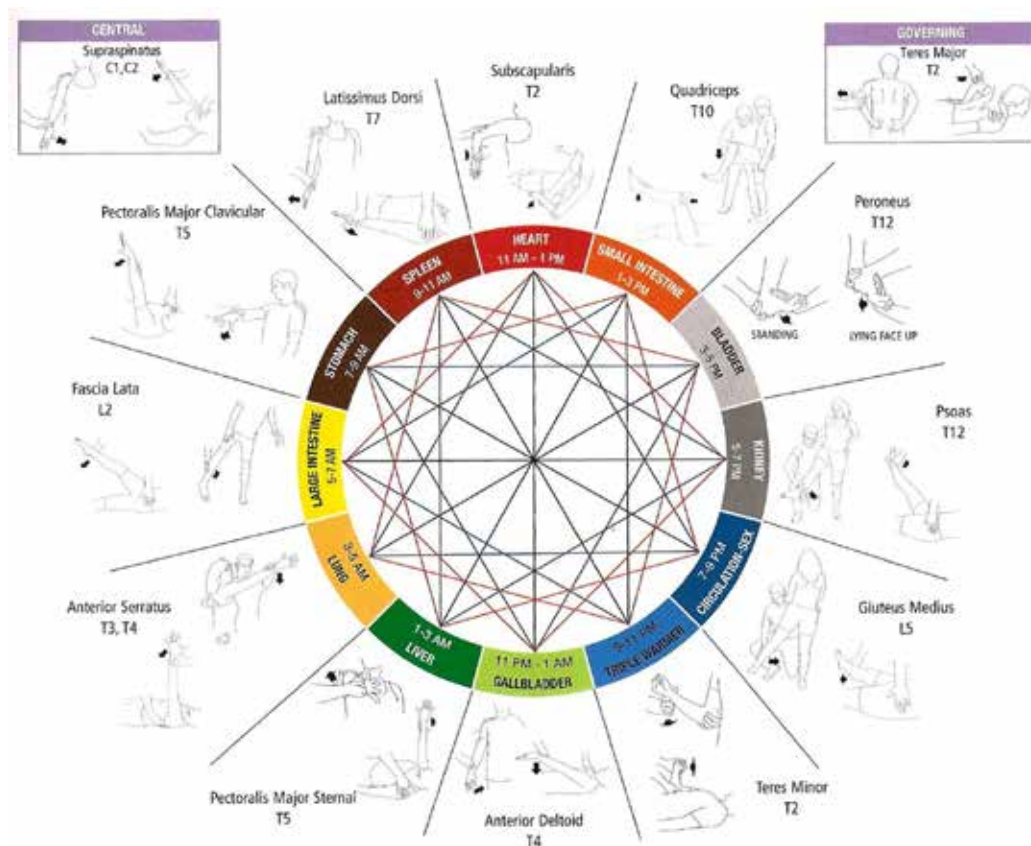 CENTRAL
Supraspinatus
C1, C2
GOVERNING
Teres Major
T2
Subscapularis
T2
Latissimus Dorsi
T7
Quadriceps
T10
Pectoralis Major Clavicular
T5
Peroneus
T12
STANDING
LYING FACE UP
Fascia Lata
L2
Psoas
T12
Anterior Serratus
T3, T4
Gluteus Medius
L5
Pectoralis Major Sternal
T5
Anterior Deltoid
T4
Teres Minor
T2
HEART
11 AM - 1 PM
SMALL INTESTINE
1-3 PM
BLADDER
3-5 PM
KIDNEY
5-7 PM
7-9 PM
CIRCULATION-SEX
9-11 PM
TRIPLE WARMER
11 PM - 1 AM
GALLBLADDER
1-3 AM
LIVER
3-5 AM
LUNG
LARGE INTESTINE
5-7 AM
STOMACH
7-9 AM
SPLEEN
9-11 AM